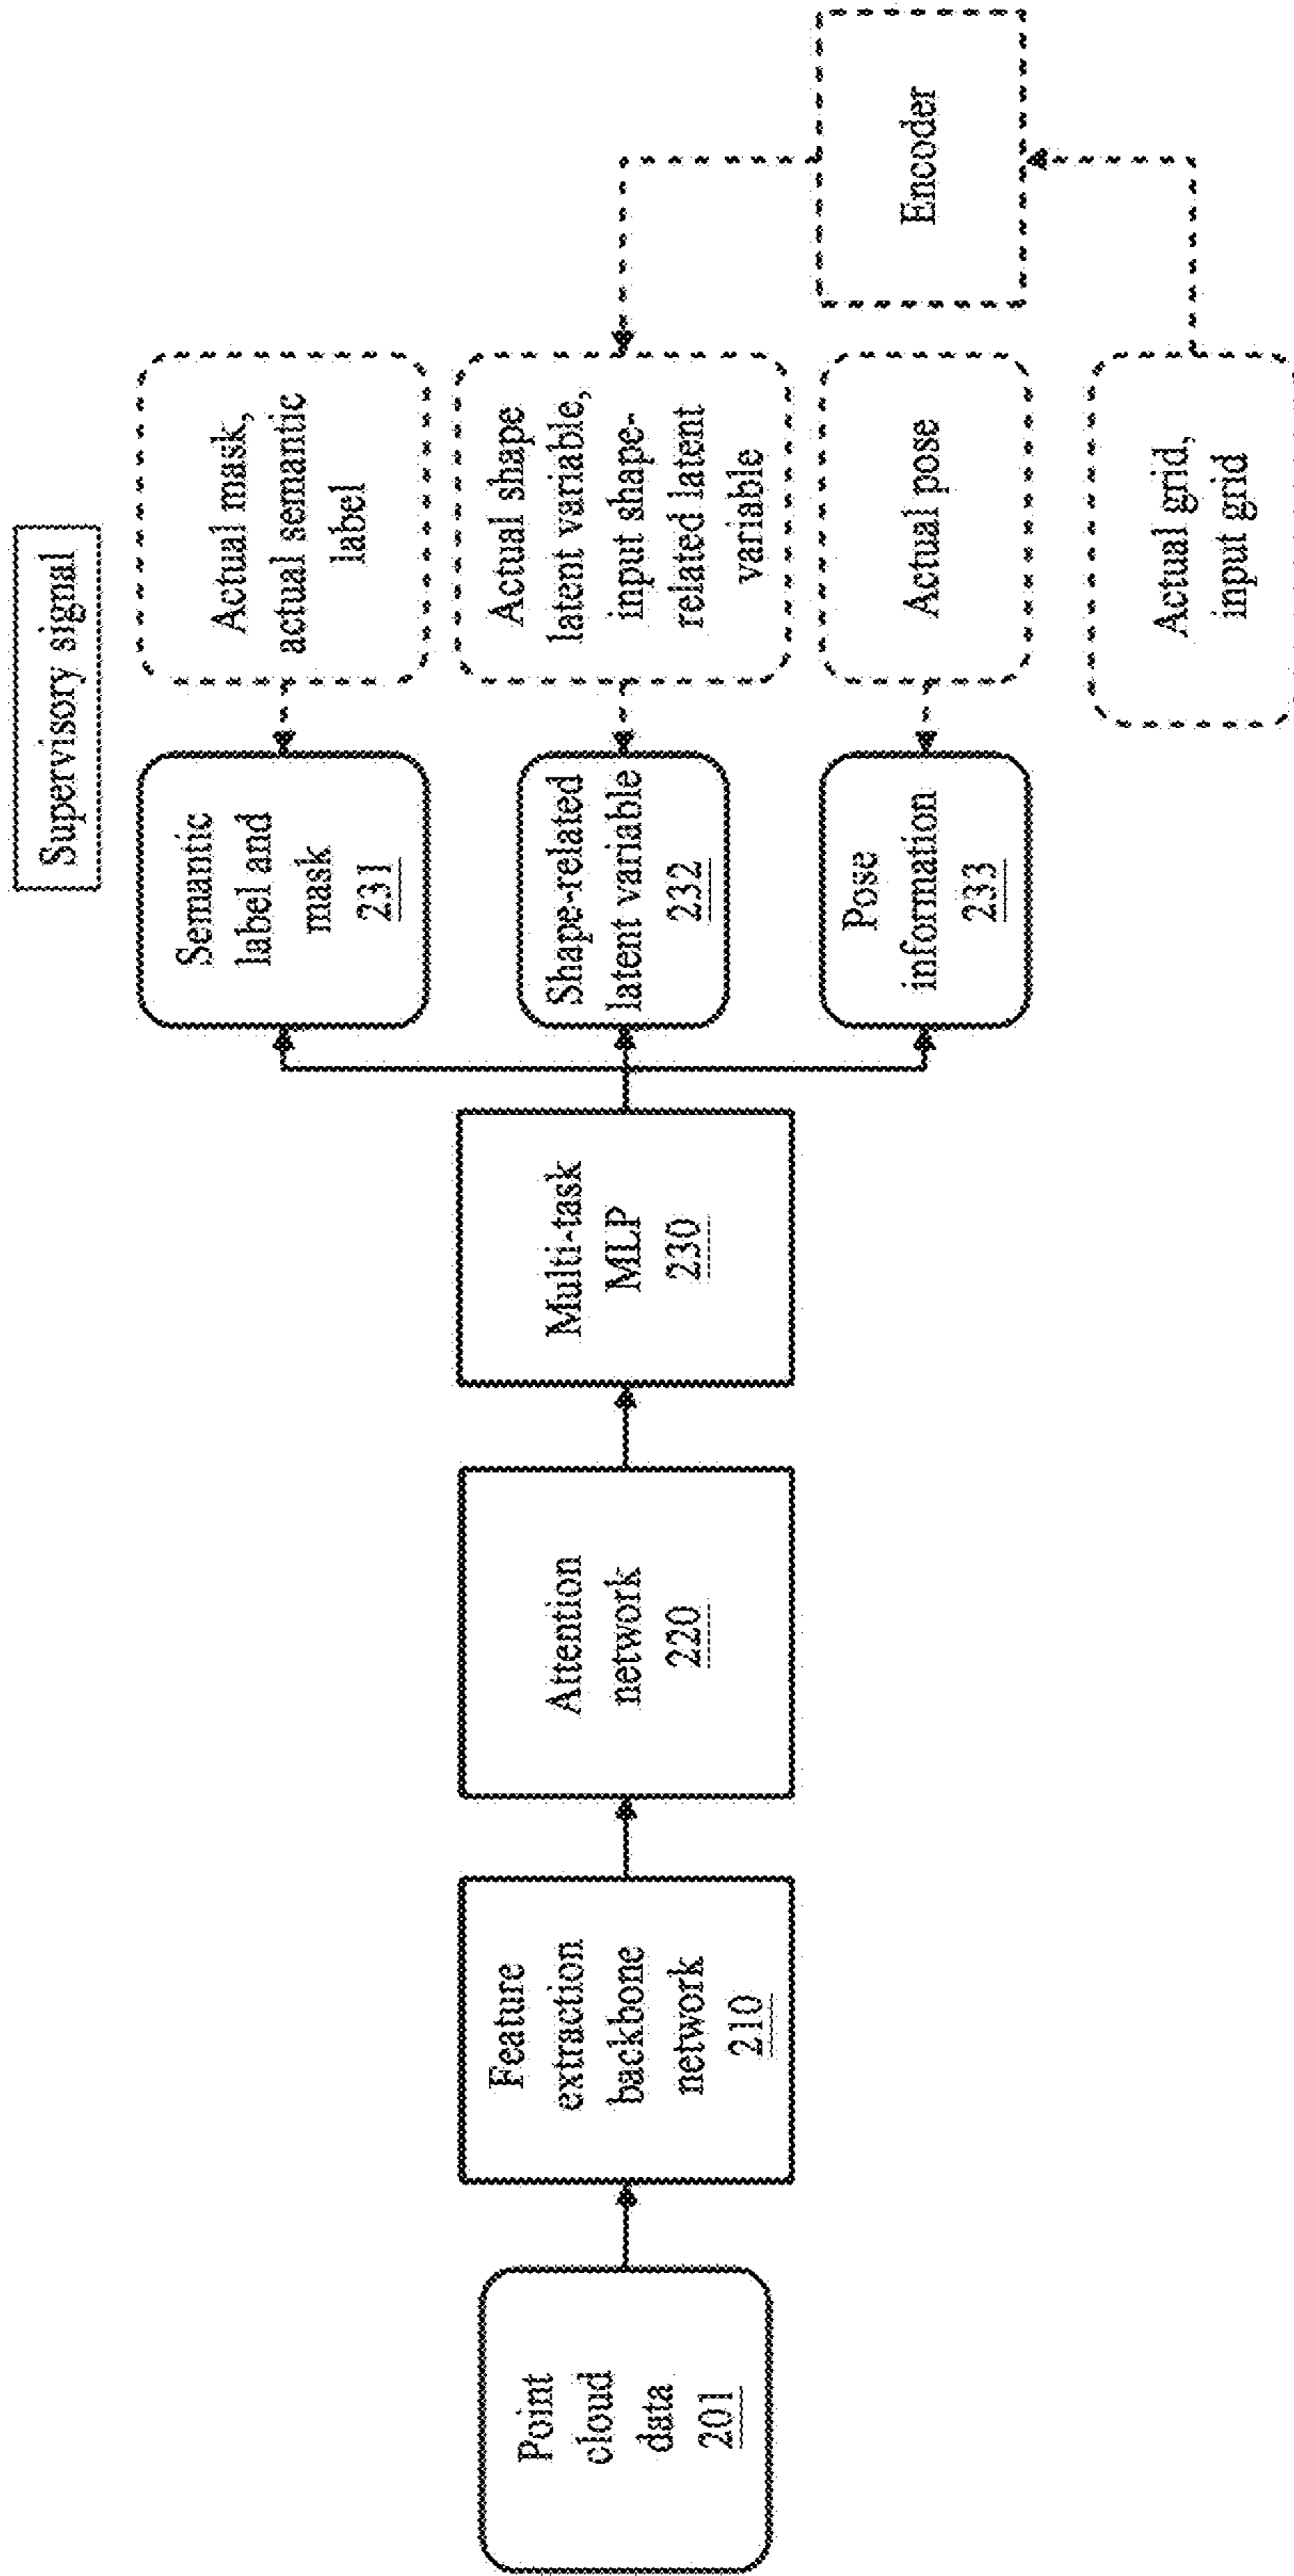 Supervisory signal
Point
cloud
data
201
Feature
extraction
backbone
network
210
Attention
network
220
Multi-task
MLP
230
Semantic
label and
mask
231
Shape-related
latent variable
232
Pose
information
233
Actual mask,
actual semantic
label
Actual shape
latent variable,
input shape-
related latent
variable
Actual pose
Actual grid,
input grid
Encoder